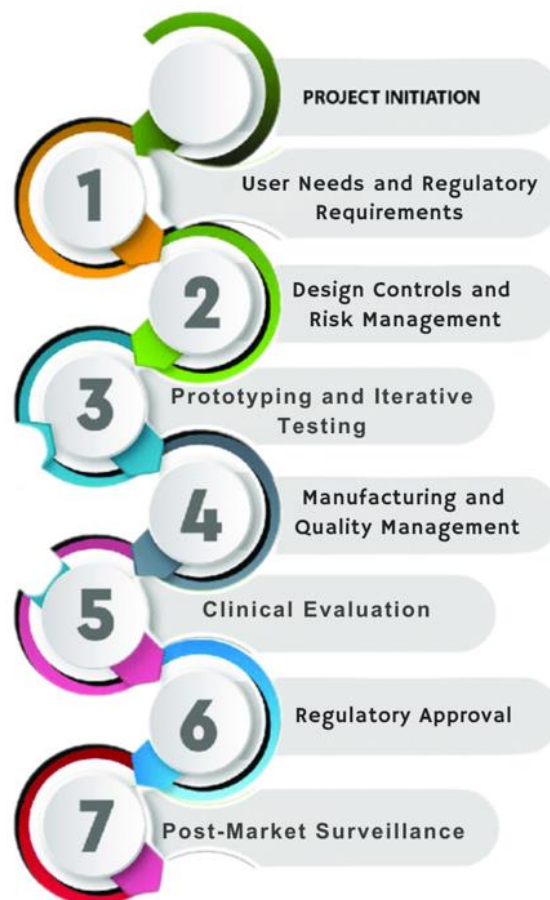 PROJECT INITIATION
1
User Needs and Regulatory
Requirements
2
Design Controls and
Risk Management
3
Prototyping and Iterative
Testing
4
Manufacturing and
Quality Management
5
Clinical Evaluation
6
Regulatory Approval
7
Post-Market Surveillance